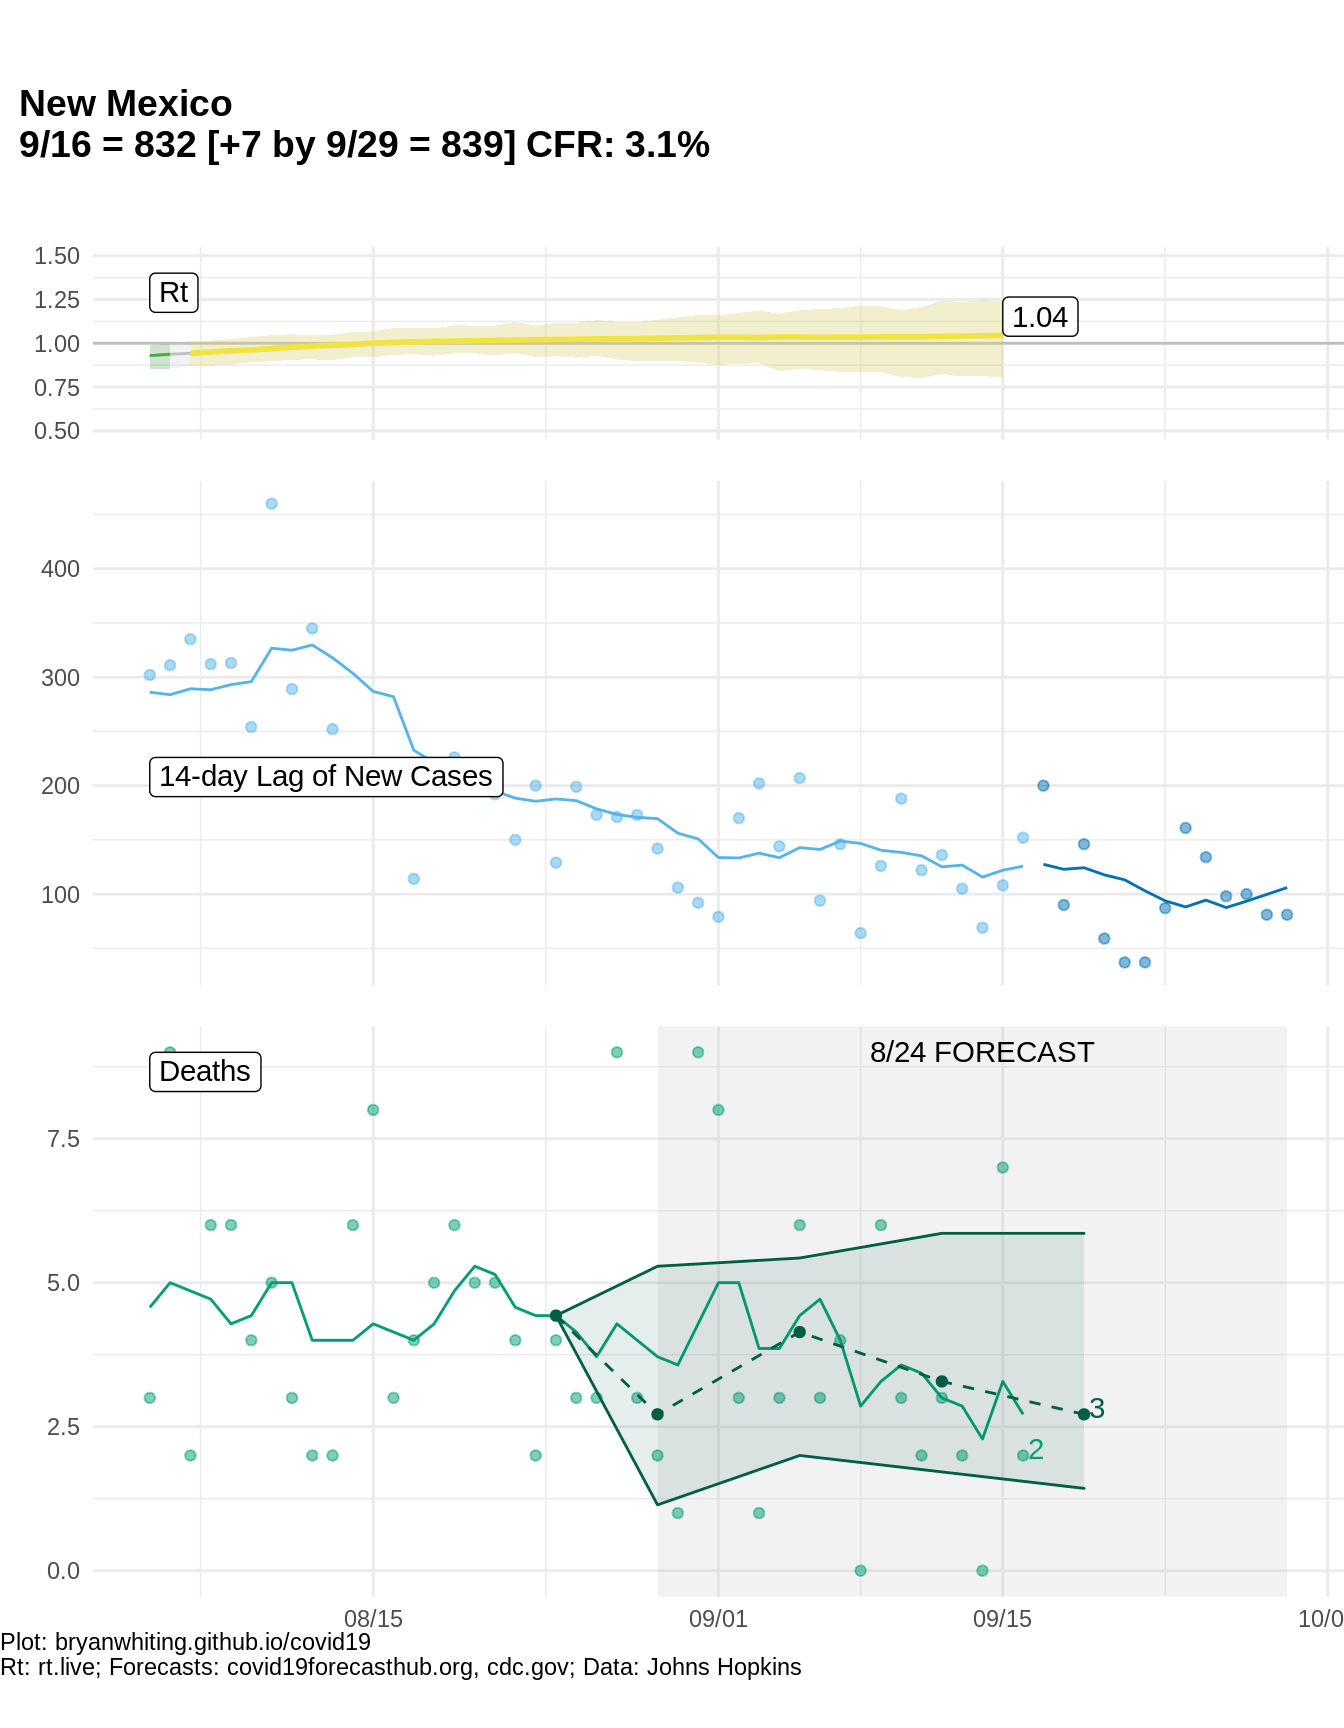 New Mexico
9/16 = 832 [+7 by 9/29 = 839] CFR: 3.1%
1.50
Rt
1.25
1.04
1.00
0.75
0.50
400
300
14-day Lag of New Cases
200
100
8/24 FORECAST
Deaths
7.5
5.0
3
2.5
2
0.0
08/15 09/01 09/15 10/0
Plot: bryanwhiting.github.io/covid19
Rt: rt.live; Forecasts: covid19forecasthub.org, cdc.gov; Data: Johns Hopkins